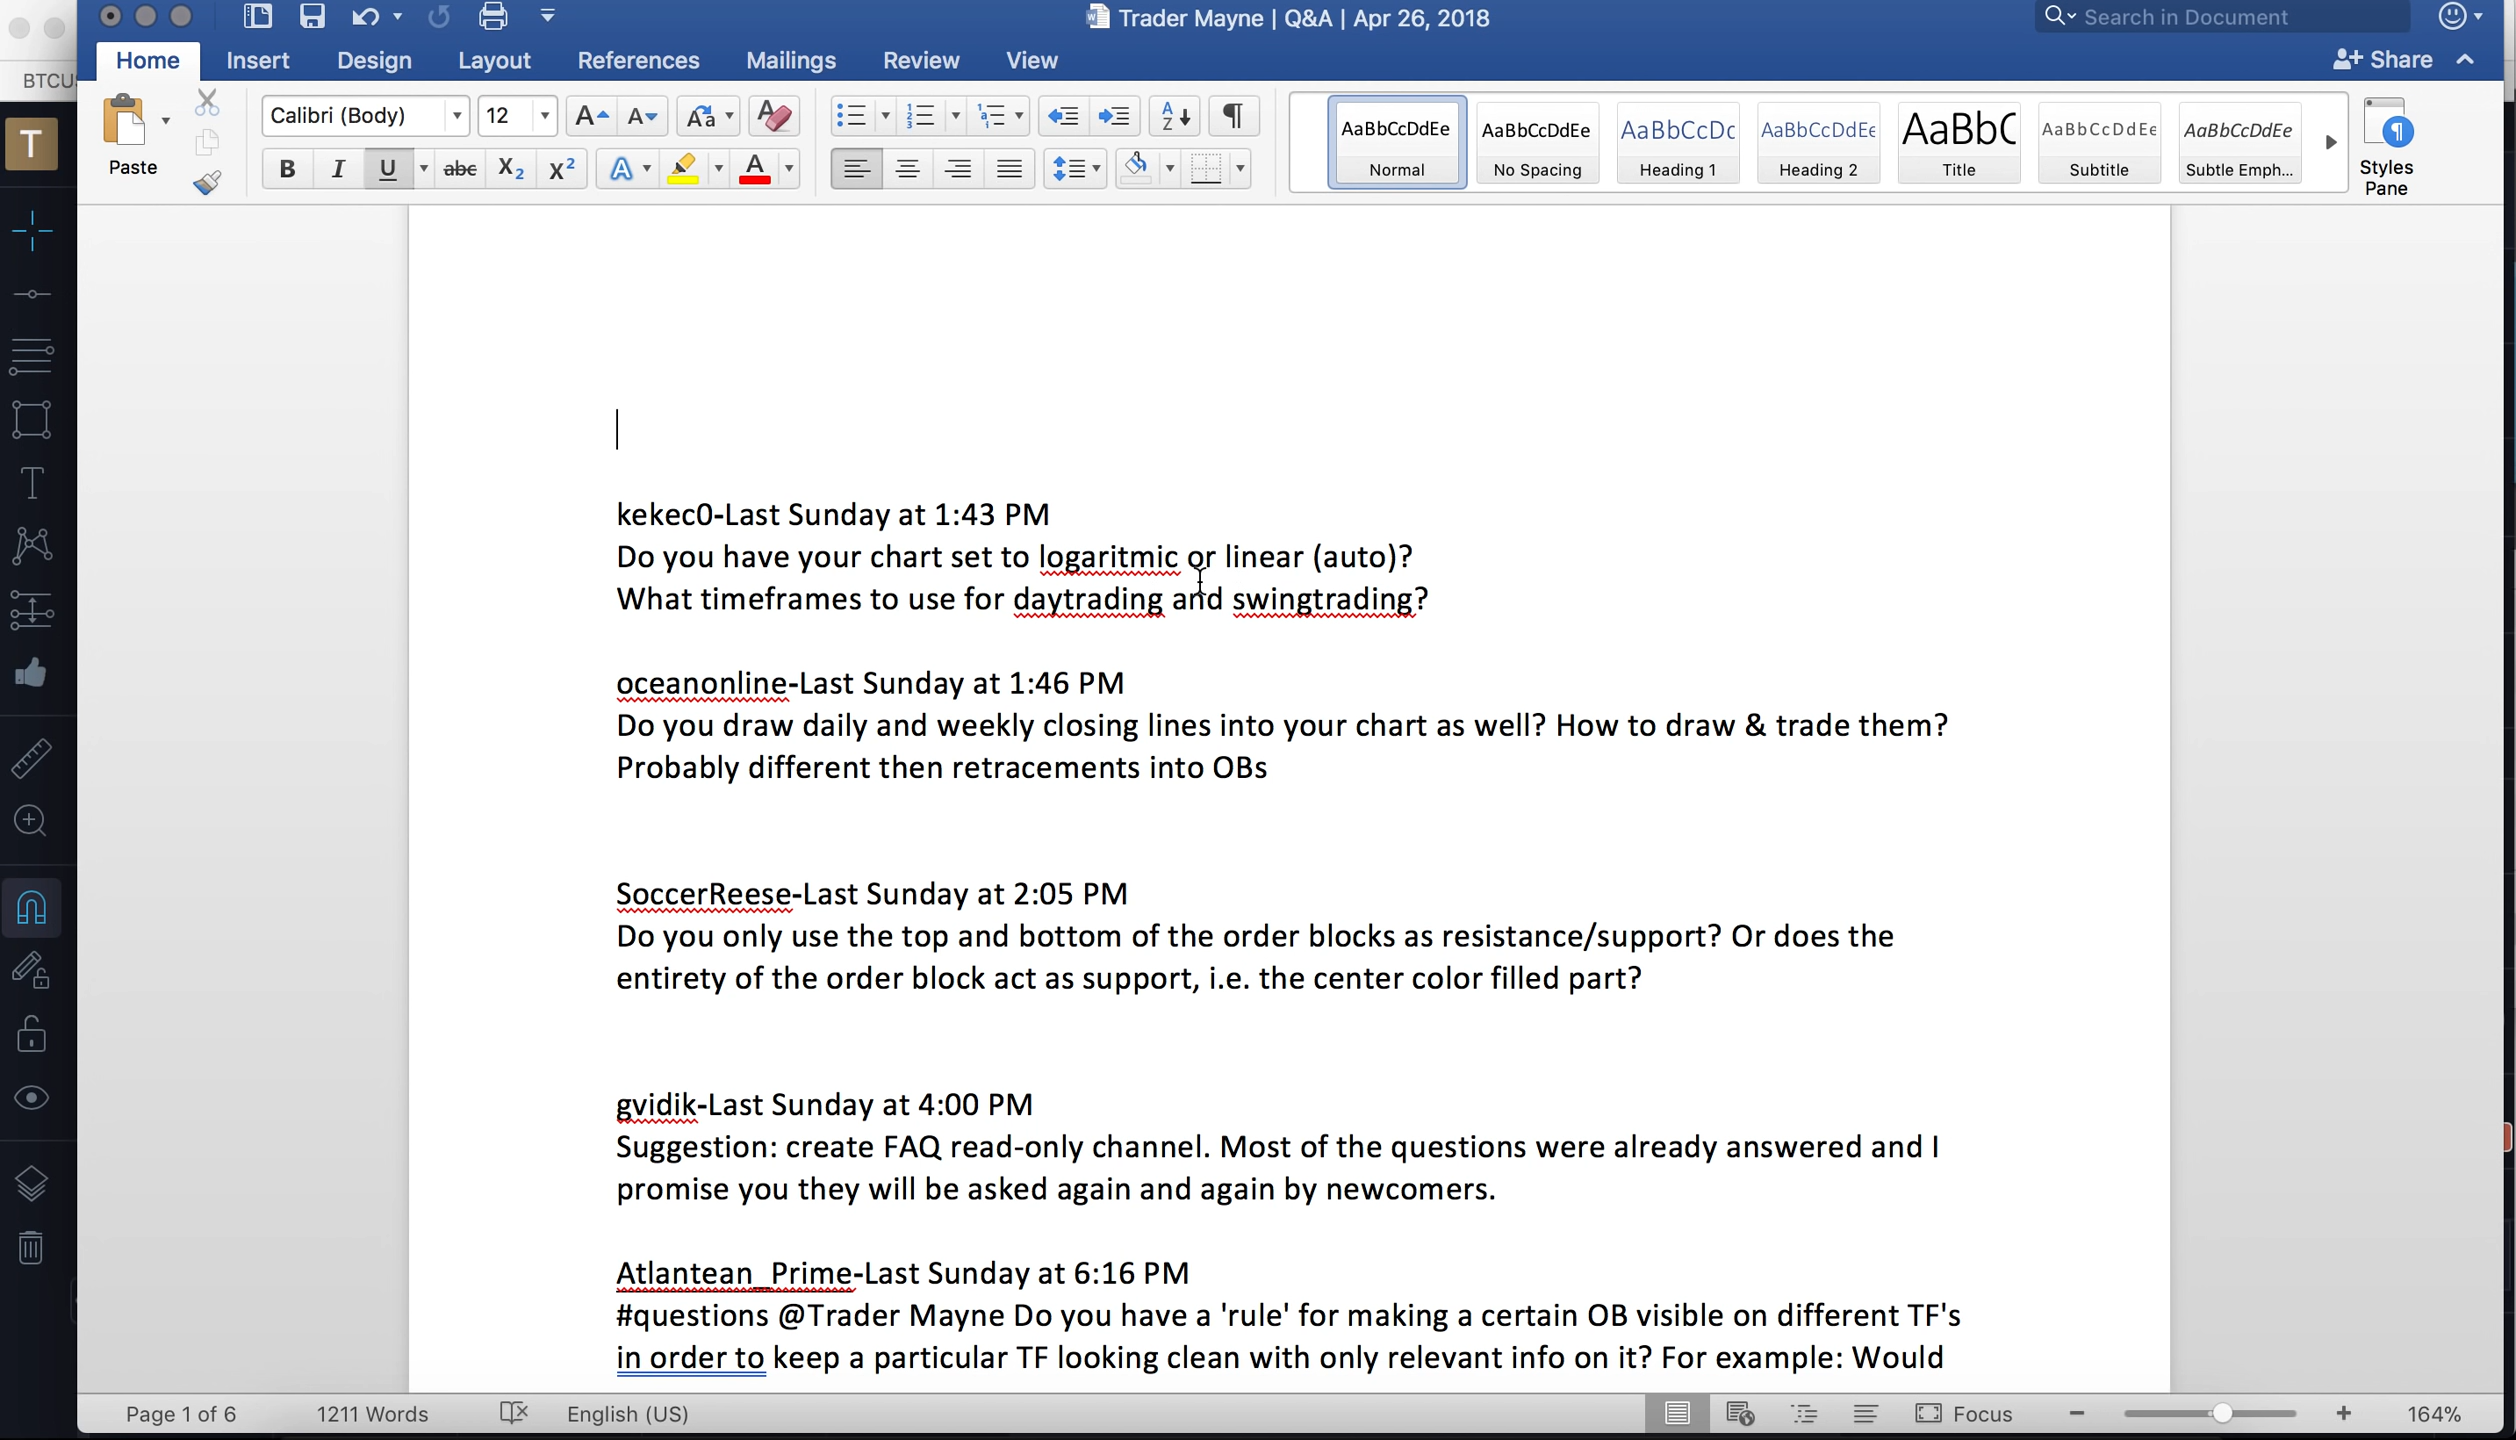 Trader Mayne | Q&A | Apr 26, 2018
Search in Document
Home Insert Design Layout References Mailings Review View
Share
BTCUS
T
Paste
Calibri (Body) 12
AaBbCcDdEe AaBbCcDdEe AaBbCcDc AaBbCcDdEe AaBbC AaBbCcDdEe AaBbCcDdEe
Normal No Spacing Heading 1 Heading 2 Title Subtitle Subtle Emph...
Styles
Pane
kekec0-Last Sunday at 1:43 PM
Do you have your chart set to logaritmic or linear (auto)?
What timeframes to use for daytrading and swingtrading?
oceanonline-Last Sunday at 1:46 PM
Do you draw daily and weekly closing lines into your chart as well? How to draw & trade them?
Probably different then retracements into OBs
SoccerReese-Last Sunday at 2:05 PM
Do you only use the top and bottom of the order blocks as resistance/support? Or does the
entirety of the order block act as support, i.e. the center color filled part?
gvidik-Last Sunday at 4:00 PM
Suggestion: create FAQ read-only channel. Most of the questions were already answered and I
promise you they will be asked again and again by newcomers.
Atlantean_Prime-Last Sunday at 6:16 PM
#questions @Trader Mayne Do you have a 'rule' for making a certain OB visible on different TF's
in order to keep a particular TF looking clean with only relevant info on it? For example: Would
Page 1 of 6 1211 Words English (US) Focus 164%